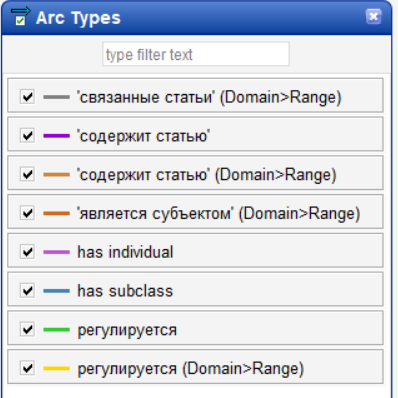 Arc Types
type filter text
'связанные статьи' (Domain>Range)
'содержит статью'
'содержит статью' (Domain>Range)
'является субъектом' (Domain>Range)
has individual
has subclass
регулируется
регулируется (Domain>Range)